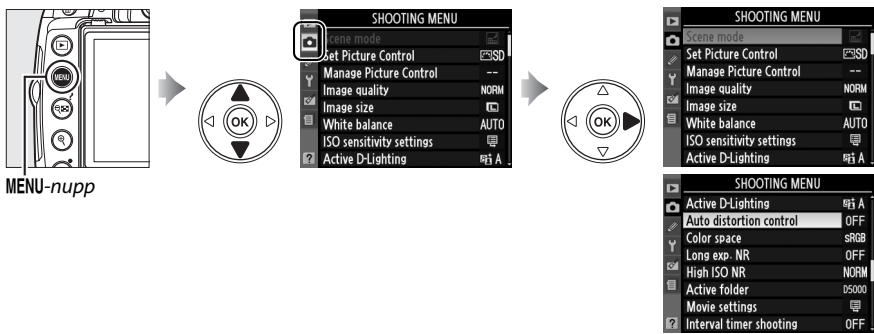 MENU
MENU-nupp
OK
SHOOTING MENU
Scene mode
Set Picture Control SD
Manage Picture Control --
Image quality NORM
Image size L
White balance AUTO
ISO sensitivity settings
Active D-Lighting A
?
OK
SHOOTING MENU
Scene mode
Set Picture Control SD
Manage Picture Control --
Image quality NORM
Image size L
White balance AUTO
ISO sensitivity settings
Active D-Lighting A
SHOOTING MENU
Active D-Lighting A
Auto distortion control OFF
Color space sRGB
Long exp. NR OFF
High ISO NR NORM
Active folder D5000
Movie settings
Interval timer shooting OFF
?